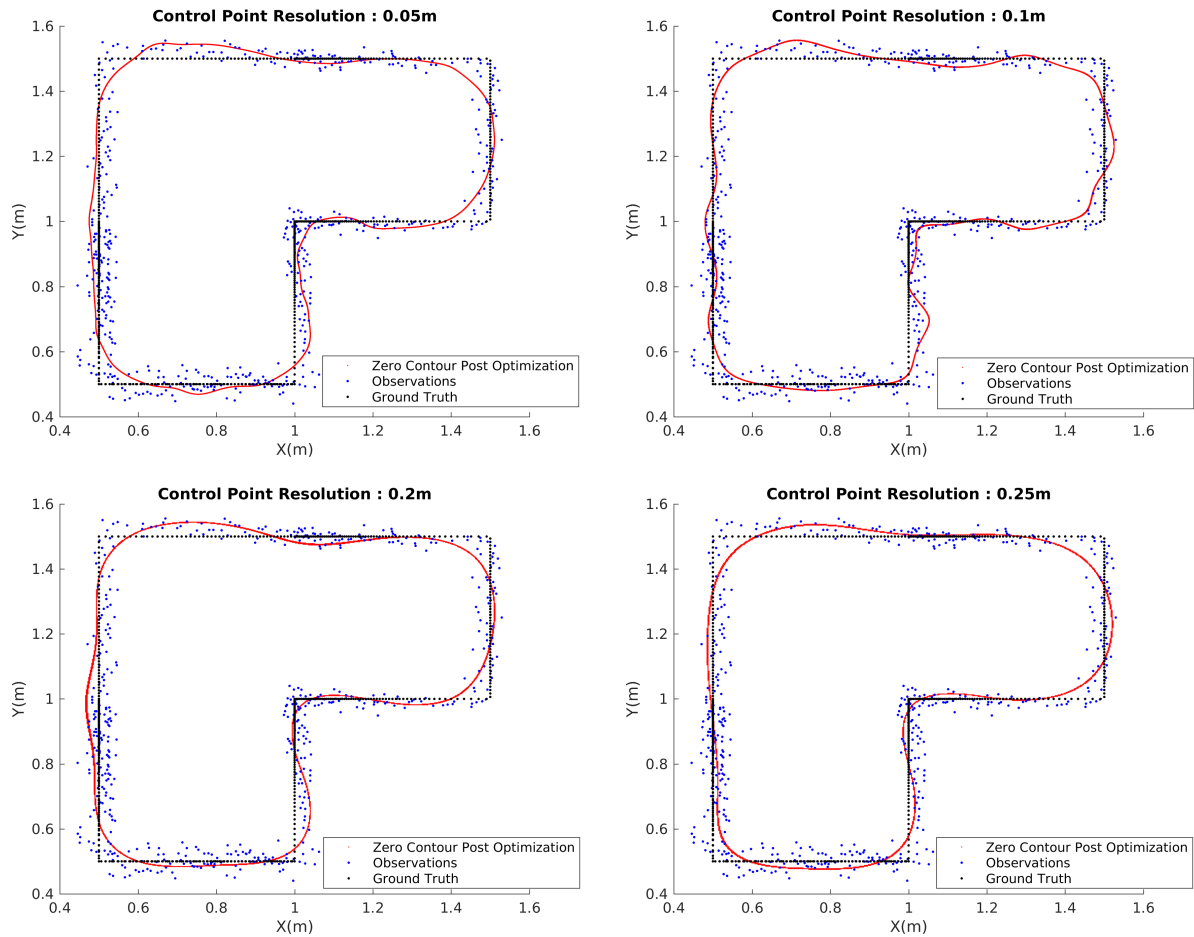 Control Point Resolution : 0.05m
1.6
1.4
1.2
1
0.8
0.6
0.4
Y(m)
Zero Contour Post Optimization
Observations
Ground Truth
0.4 0.6 0.8 1 1.2 1.4 1.6
X(m)
Control Point Resolution : 0.1m
1.6
1.4
1.2
1
0.8
0.6
0.4
Y(m)
Zero Contour Post Optimization
Observations
Ground Truth
0.4 0.6 0.8 1 1.2 1.4 1.6
X(m)
Control Point Resolution : 0.2m
1.6
1.4
1.2
1
0.8
0.6
0.4
Y(m)
Zero Contour Post Optimization
Observations
Ground Truth
0.4 0.6 0.8 1 1.2 1.4 1.6
X(m)
Control Point Resolution : 0.25m
1.6
1.4
1.2
1
0.8
0.6
0.4
Y(m)
Zero Contour Post Optimization
Observations
Ground Truth
0.4 0.6 0.8 1 1.2 1.4 1.6
X(m)